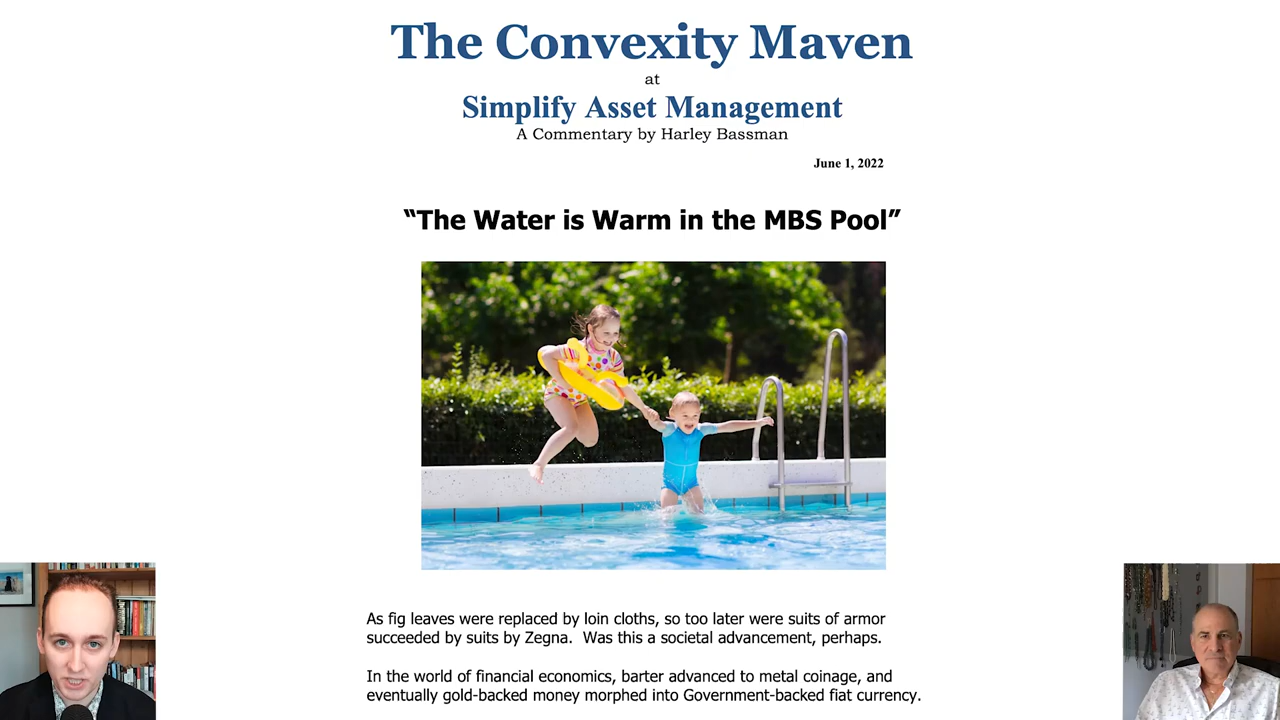 The Convexity Maven
at
Simplify Asset Management
A Commentary by Harley Bassman
June 1, 2022
“The Water is Warm in the MBS Pool”
As fig leaves were replaced by loin cloths, so too later were suits of armor
succeeded by suits by Zegna.  Was this a societal advancement, perhaps.
In the world of financial economics, barter advanced to metal coinage, and
eventually gold-backed money morphed into Government-backed fiat currency.